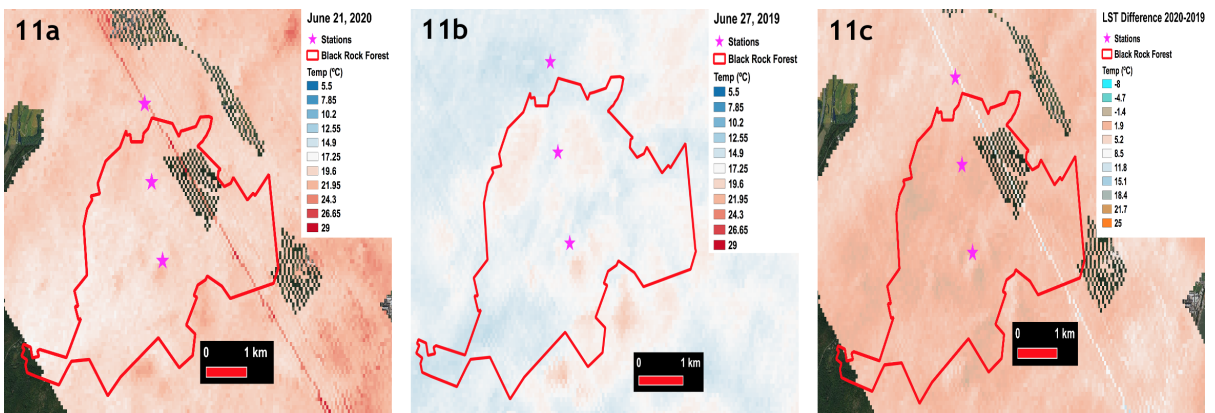 11a
June 21, 2020
Stations
Black Rock Forest
Temp (ºC)
5.5
7.85
10.2
12.55
14.9
17.25
19.6
21.95
24.3
26.65
29
0 1 km
11b
June 27, 2019
Stations
Black Rock Forest
Temp (ºC)
5.5
7.85
10.2
12.55
14.9
17.25
19.6
21.95
24.3
26.65
29
0 1 km
11c
LST Difference 2020-2019
Stations
Black Rock Forest
Temp (ºC)
-8
-4.7
-1.4
1.9
5.2
8.5
11.8
15.1
18.4
21.7
25
0 1 km